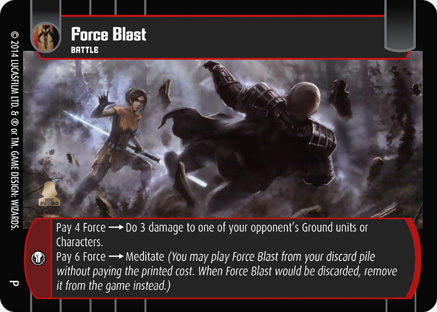 Force Blast
BATTLE
© 2014 LUCASFILM LTD. & ® or TM. GAME DESIGN: WIZARDS.
P
Pay 4 Force → Do 3 damage to one of your opponent's Ground units or
Characters.
Pay 6 Force → Meditate (You may play Force Blast from your discard pile
without paying the printed cost. When Force Blast would be discarded, remove
it from the game instead.)